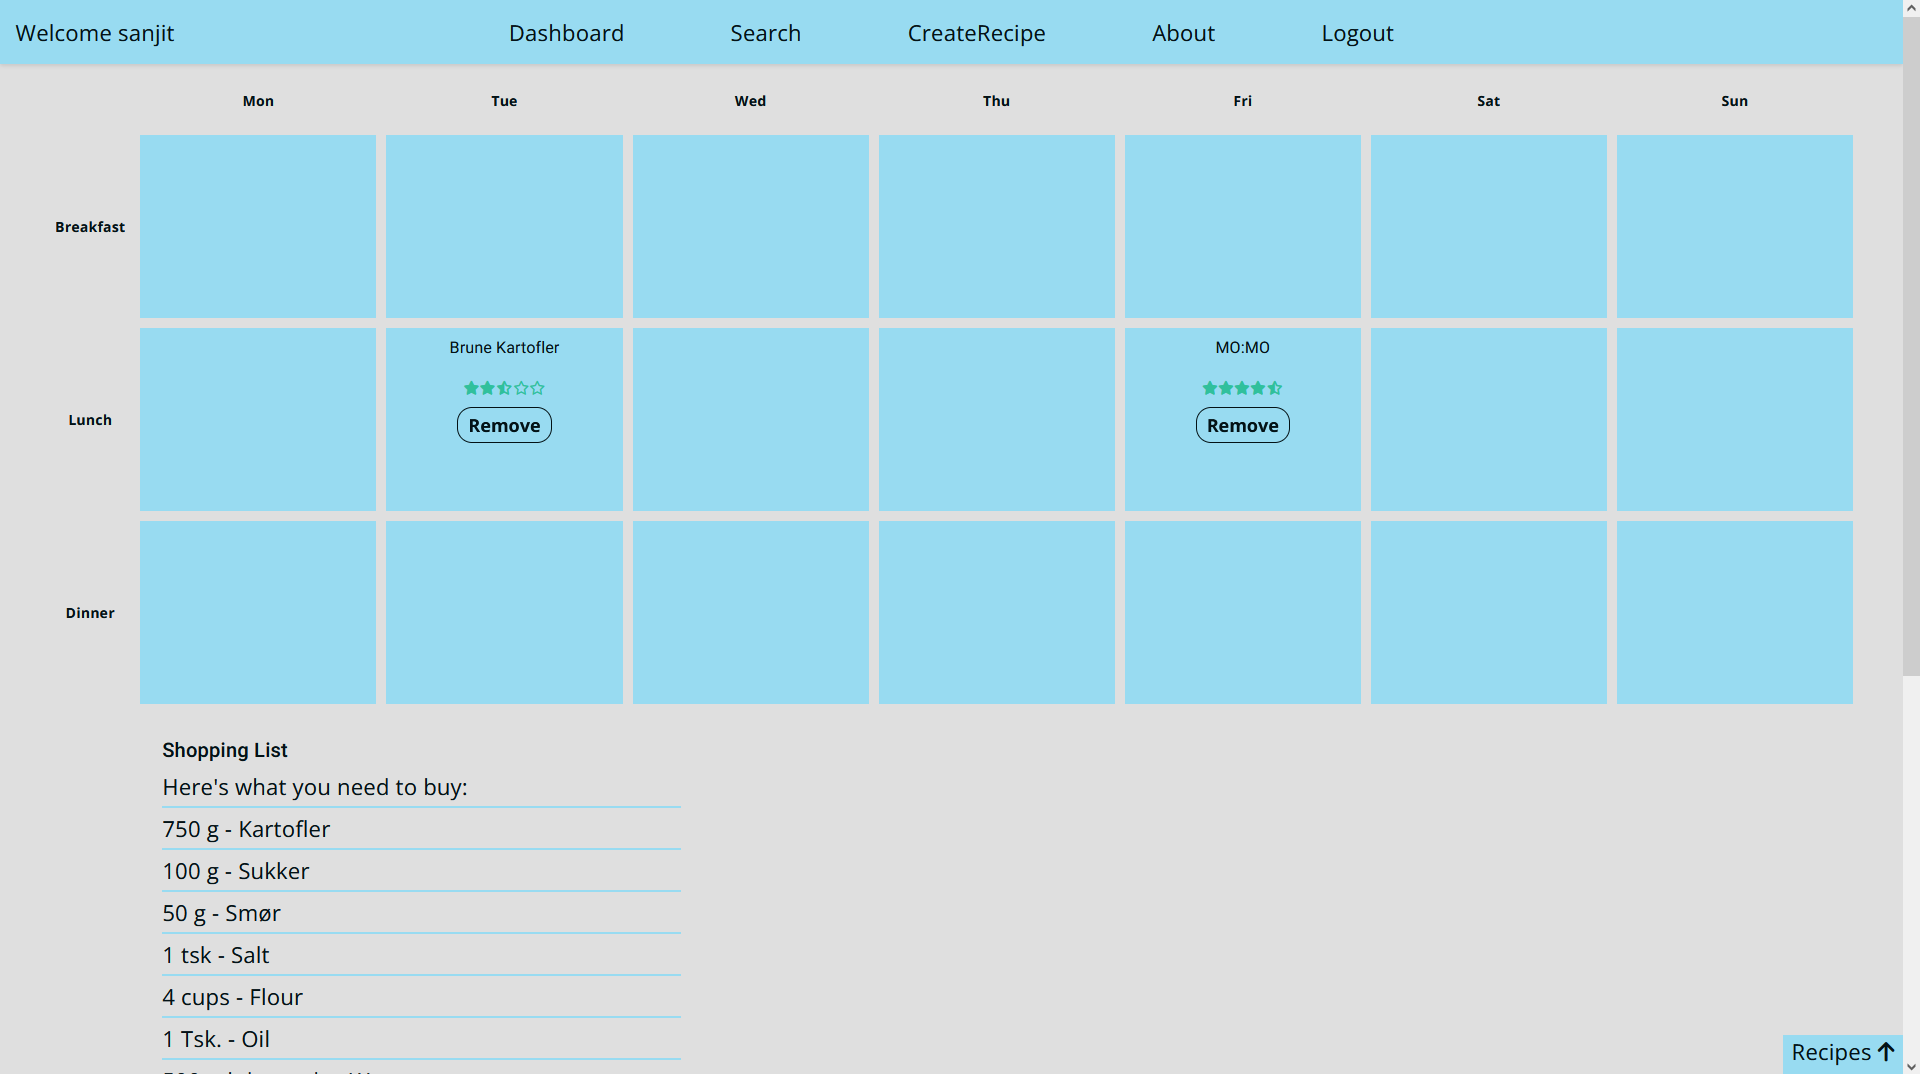 Welcome sanjit Dashboard Search CreateRecipe About Logout
Mon Tue Wed Thu Fri Sat Sun
Breakfast
Lunch
Brune Kartofler
Remove
MO:MO
Remove
Dinner
Shopping List
Here's what you need to buy:
750 g - Kartofler
100 g - Sukker
50 g - Smør
1 tsk - Salt
4 cups - Flour
1 Tsk. - Oil
Recipes